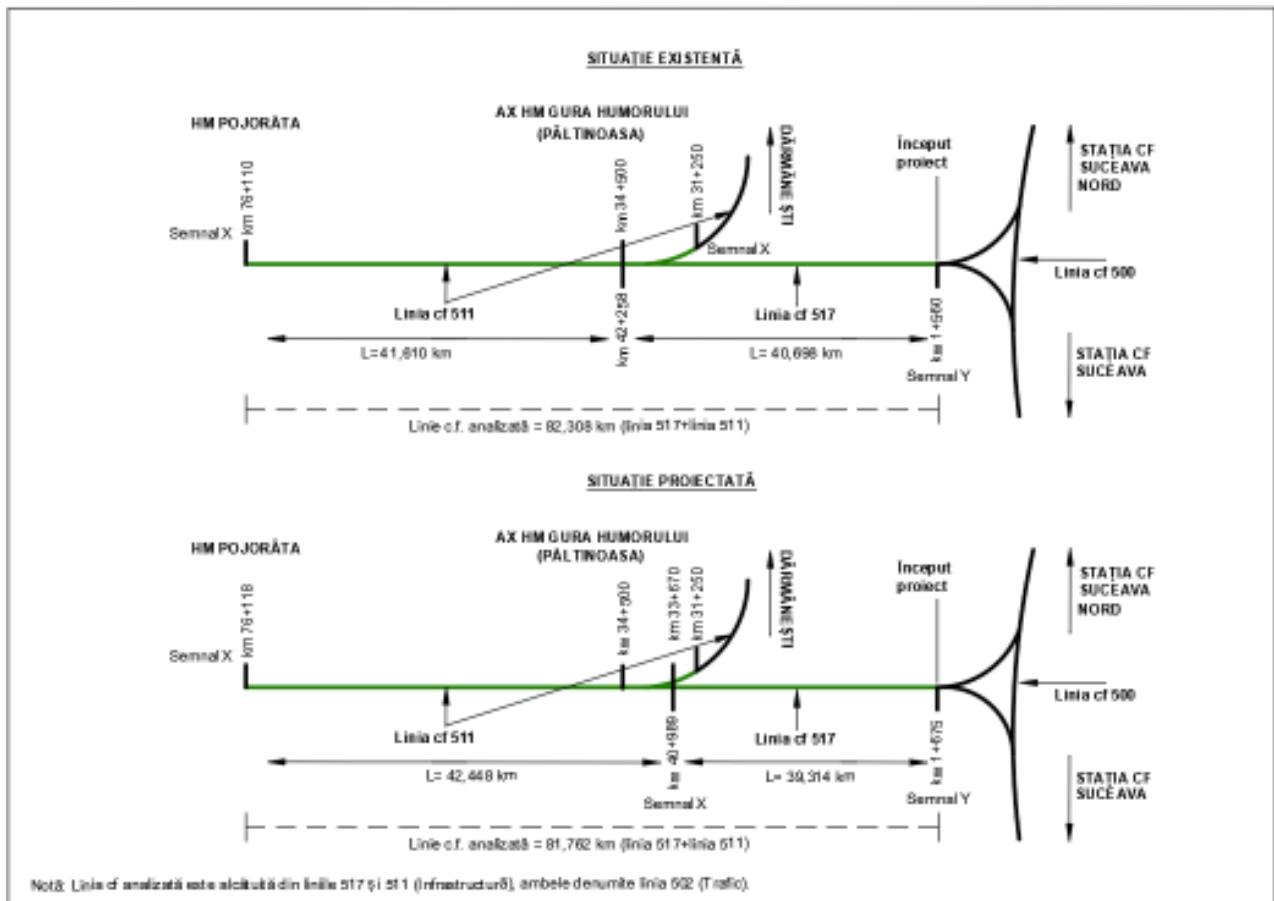 SITUAȚIE EXISTENTĂ
HM POJORÂTA
AX HM GURA HUMORULUI
(PĂLTINOASA)
DĂRMĂNEȘTI
Început
proiect
STAȚIA CF
SUCEAVA
NORD
km 76+110
km 34+500
km 31+250
Semnal X
Semnal X
Linia cf 500
Linia cf 511
km 42+258
Linia cf 517
km 1+560
L=41,610 km
L= 40,698 km
Semnal Y
STAȚIA CF
SUCEAVA
Linie c.f. analizată = 82,308 km (linia 517+linia 511)
SITUAȚIE PROIECTATĂ
HM POJORÂTA
AX HM GURA HUMORULUI
(PĂLTINOASA)
DĂRMĂNEȘTI
Început
proiect
STAȚIA CF
SUCEAVA
NORD
km 76+118
km 34+500
km 33+670
km 31+250
Semnal X
Linia cf 500
Linia cf 511
km 40+989
Linia cf 517
km 1+675
L= 42,448 km
L= 39,314 km
Semnal X
Semnal Y
STAȚIA CF
SUCEAVA
Linie c.f. analizată = 81,762 km (linia 517+linia 511)
Notă: Linia cf analizată este alcătuită din liniile 517 și 511 (Infrastructură), ambele denumite linia 502 (Trafic).